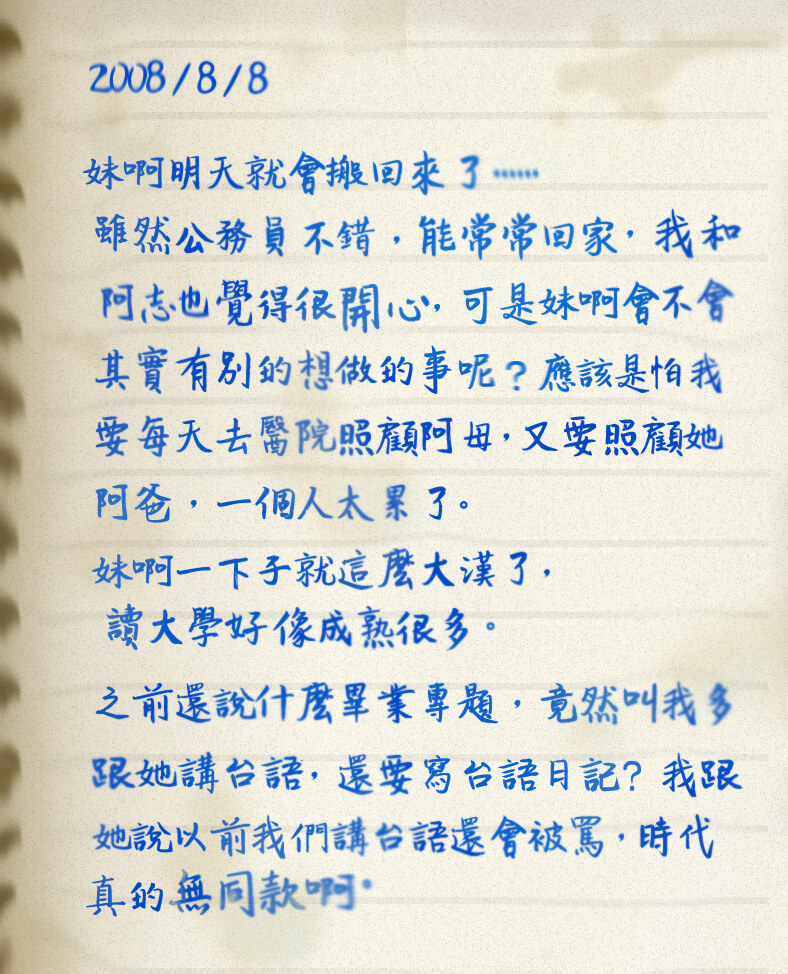 2008/8/8
妹啊明天就會搬回來了⋯⋯
雖然公務員不錯，能常常回家，我和
阿志也覺得很開心，可是妹啊會不會
其實有別的想做的事呢？應該是怕我
要每天去醫院照顧阿母，又要照顧她
阿爸，一個人太累了。
妹啊一下子就這麼大漢了，
讀大學好像成熟很多。
之前還說什麼畢業專題，竟然叫我多
跟她講台語，還要寫台語日記？我跟
她說以前我們講台語還會被罵，時代
真的無同款啊。